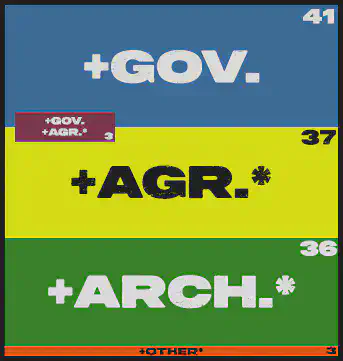 41
+GOV.
+GOV.
+AGR.*
3
37
+AGR.*
36
+ARCH.*
+OTHER*
3